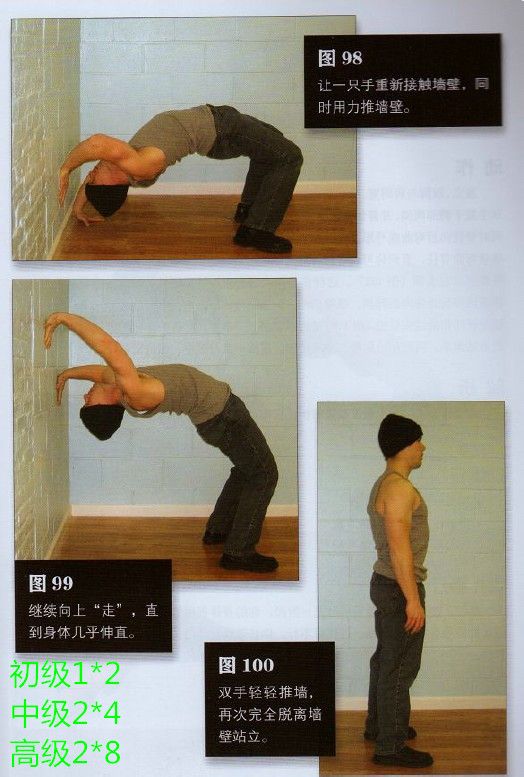 图 98
让一只手重新接触墙壁，同
时用力推墙壁。
图 99
继续向上“走”，直
到身体几乎伸直。
图 100
双手轻轻推墙，
再次完全脱离墙
壁站立。
初级1*2
中级2*4
高级2*8